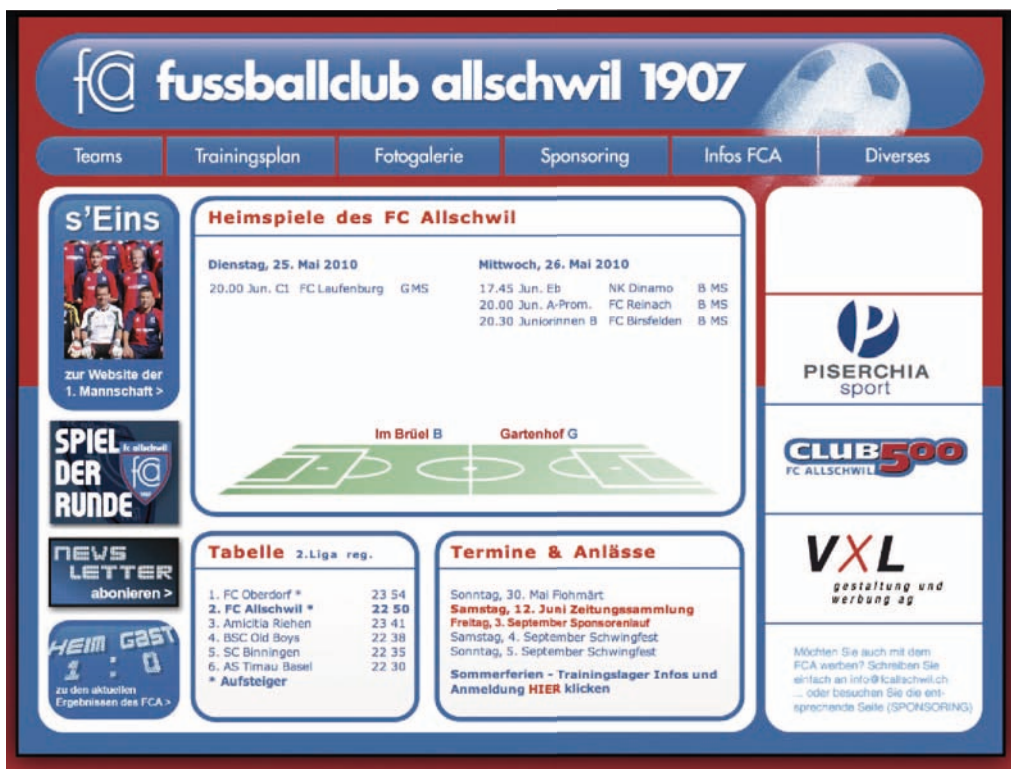 fca fussballclub allschwil 1907
Teams Trainingsplan Fotogalerie Sponsoring Infos FCA Diverses
s'Eins
zur Website der
1. Mannschaft >
SPIEL
DER
RUNDE
fc allschwil
fca
1907
NEWS
LETTER
abonieren >
HEIM GAST
1 : 0
zu den aktuellen
Ergebnissen des FCA >
Heimspiele des FC Allschwil
Dienstag, 25. Mai 2010
20.00 Jun. C1 FC Laufenburg G MS
Mittwoch, 26. Mai 2010
17.45 Jun. Eb NK Dinamo B MS
20.00 Jun. A-Prom. FC Reinach B MS
20.30 Juniorinnen B FC Birsfelden B MS
Im Brüel B Gartenhof G
Tabelle 2.Liga reg.
1. FC Oberdorf * 23 54
2. FC Allschwil * 22 50
3. Amicitia Riehen 23 41
4. BSC Old Boys 22 38
5. SC Binningen 22 35
6. AS Timau Basel 22 30
* Aufsteiger
Termine & Anlässe
Sonntag, 30. Mai Flohmärt
Samstag, 12. Juni Zeitungssammlung
Freitag, 3. September Sponsorenlauf
Samstag, 4. September Schwingfest
Sonntag, 5. September Schwingfest
Sommerferien - Trainingslager Infos und
Anmeldung HIER klicken
PISERCHIA
sport
CLUB 500
FC ALLSCHWIL
VXL
gestaltung und
werbung ag
Möchten Sie auch mit dem
FCA werben? Schreiben Sie
einfach an info@fcallschwil.ch
... oder besuchen Sie die ent-
sprechende Seite (SPONSORING)